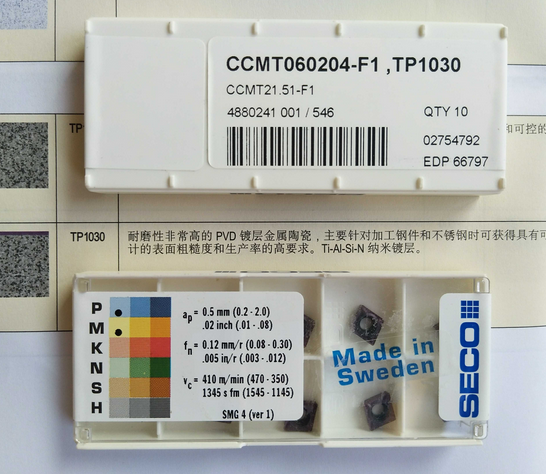 CCMT060204-F1 ,TP1030
CCMT21.51-F1
4880241 001 / 546
QTY 10
02754792
EDP 66797
TP
和可控的
TP1030
耐磨性非常高的 PVD 镀层金属陶瓷，主要针对加工钢件和不锈钢时可获得具有可
计的表面粗糙度和生产率的高要求。Ti-Al-Si-N 纳米镀层。
P
M
K
N
S
H
ap = 0.5 mm (0.2 - 2.0)
.02 inch (.01 - .08)
fn = 0.12 mm/r (0.08 - 0.30)
.005 in/r (.003 - .012)
vc = 410 m/min (470 - 350)
1345 s fm (1545 - 1145)
SMG 4 (ver 1)
Made in
Sweden
SECO